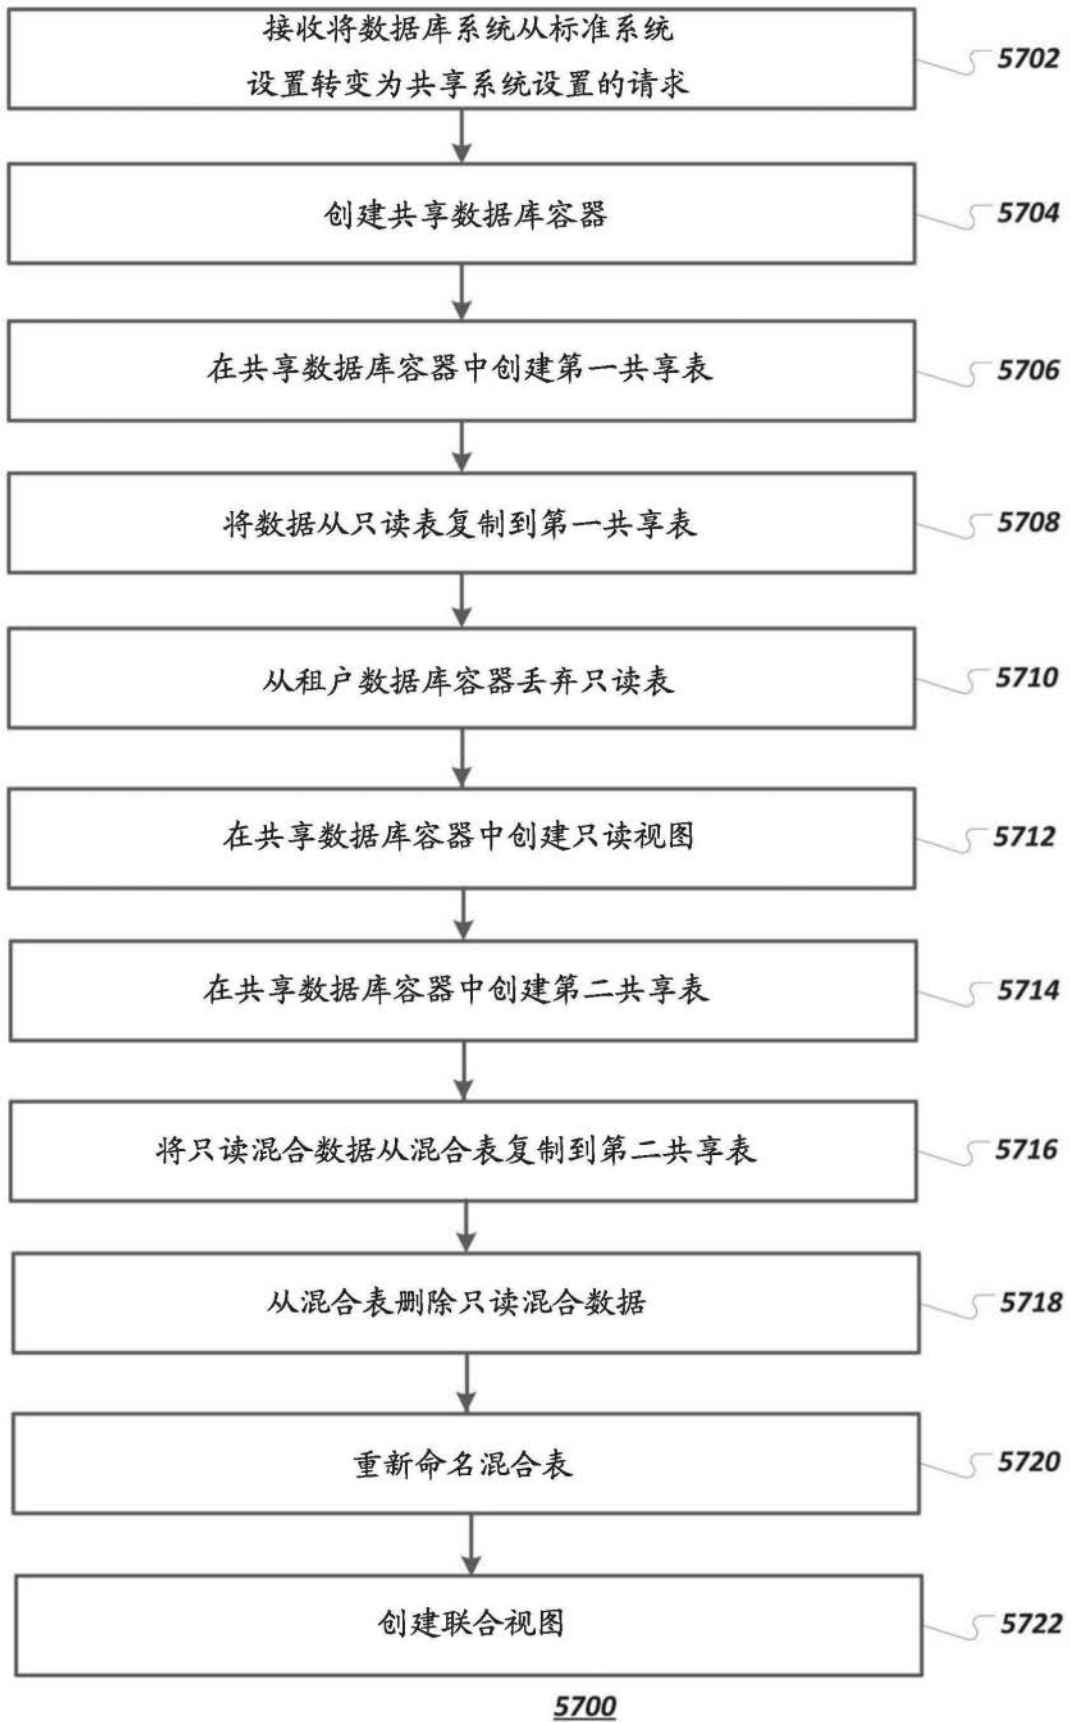 接收将数据库系统从标准系统
设置转变为共享系统设置的请求
5702
创建共享数据库容器
5704
在共享数据库容器中创建第一共享表
5706
将数据从只读表复制到第一共享表
5708
从租户数据库容器丢弃只读表
5710
在共享数据库容器中创建只读视图
5712
在共享数据库容器中创建第二共享表
5714
将只读混合数据从混合表复制到第二共享表
5716
从混合表删除只读混合数据
5718
重新命名混合表
5720
创建联合视图
5722
5700